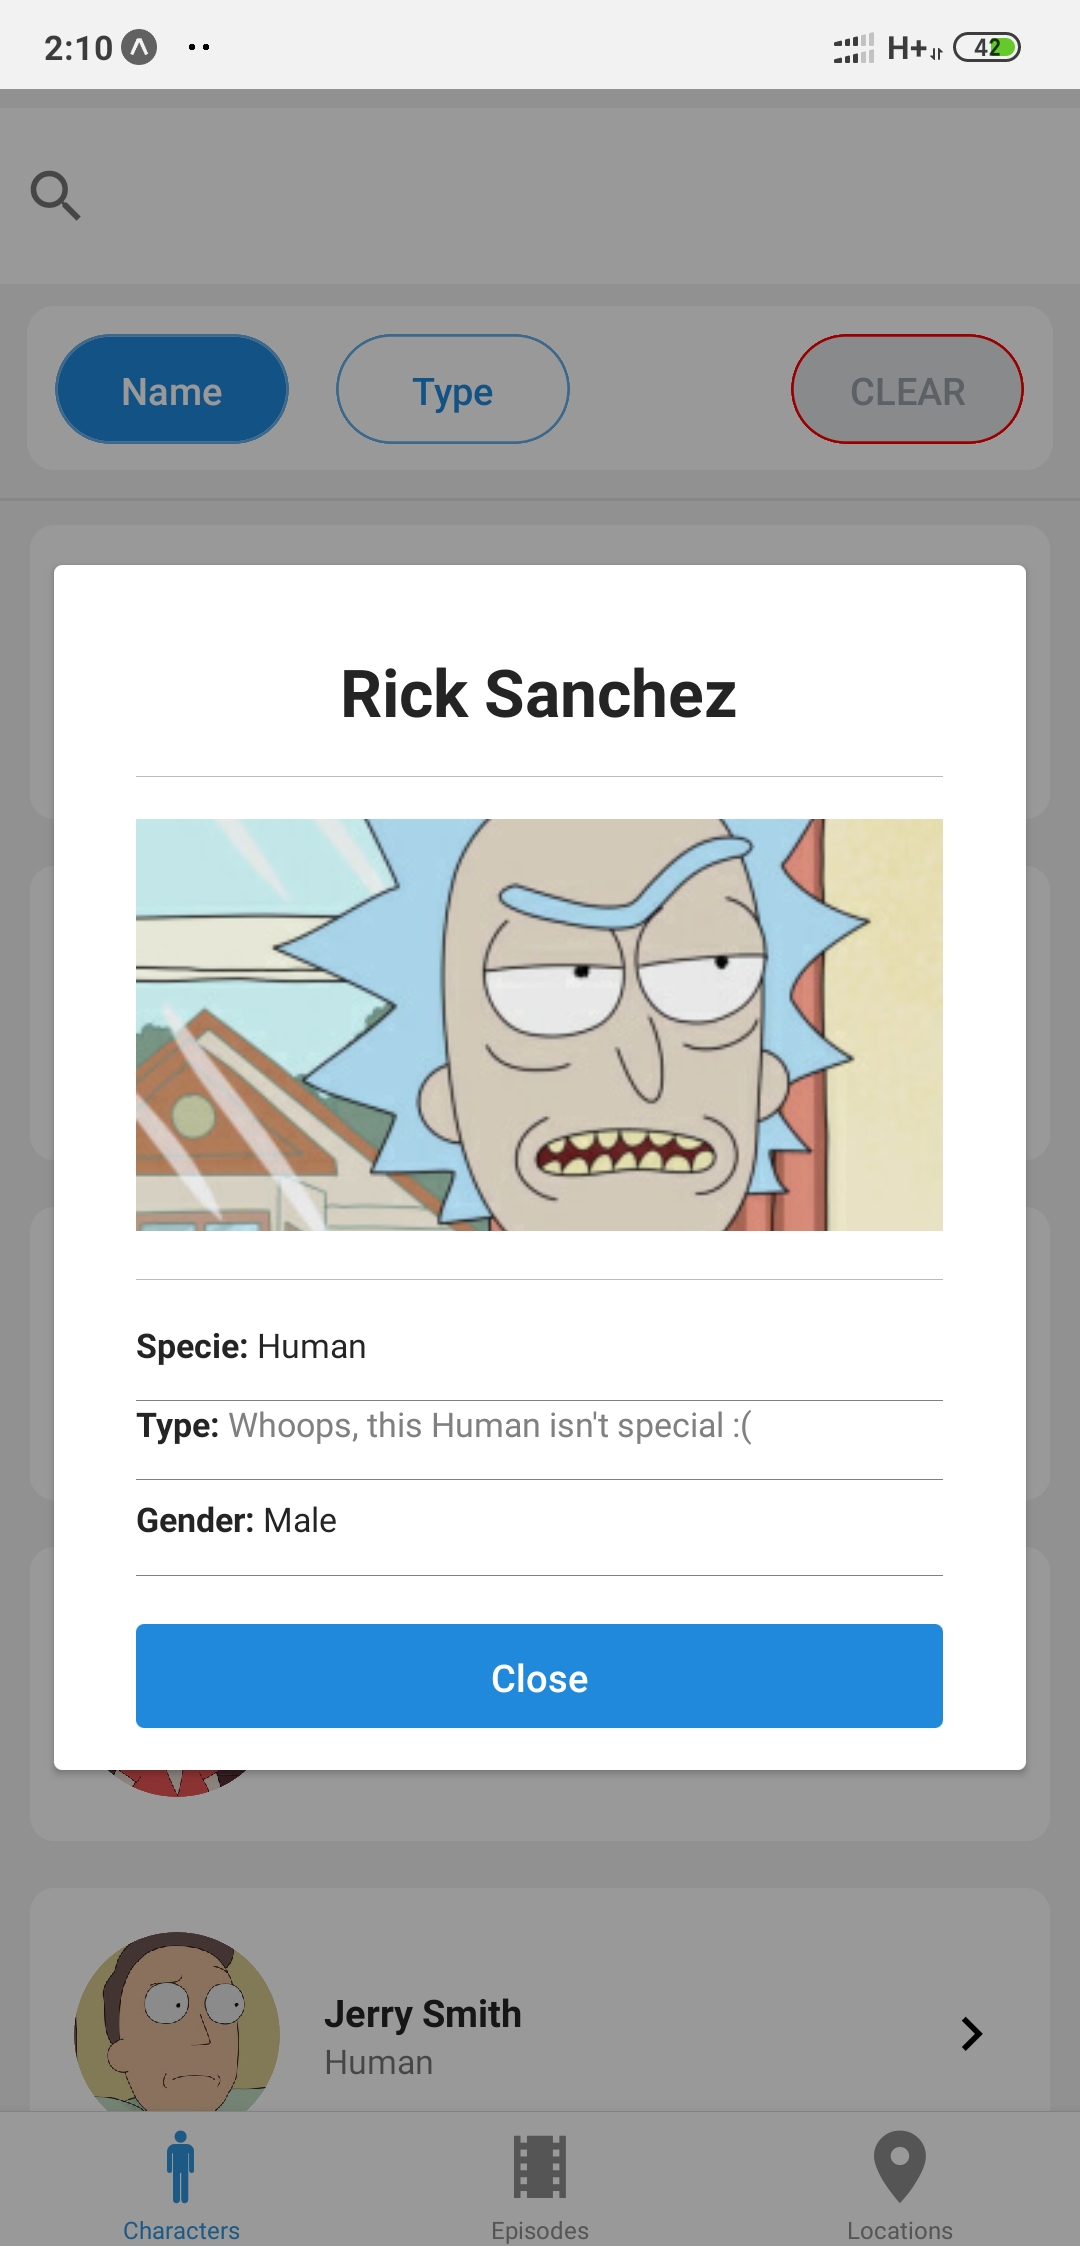 2:10
H+
42
Name
Type
CLEAR
Rick Sanchez
Specie: Human
Type: Whoops, this Human isn't special :(
Gender: Male
Close
Jerry Smith
Human
Characters
Episodes
Locations